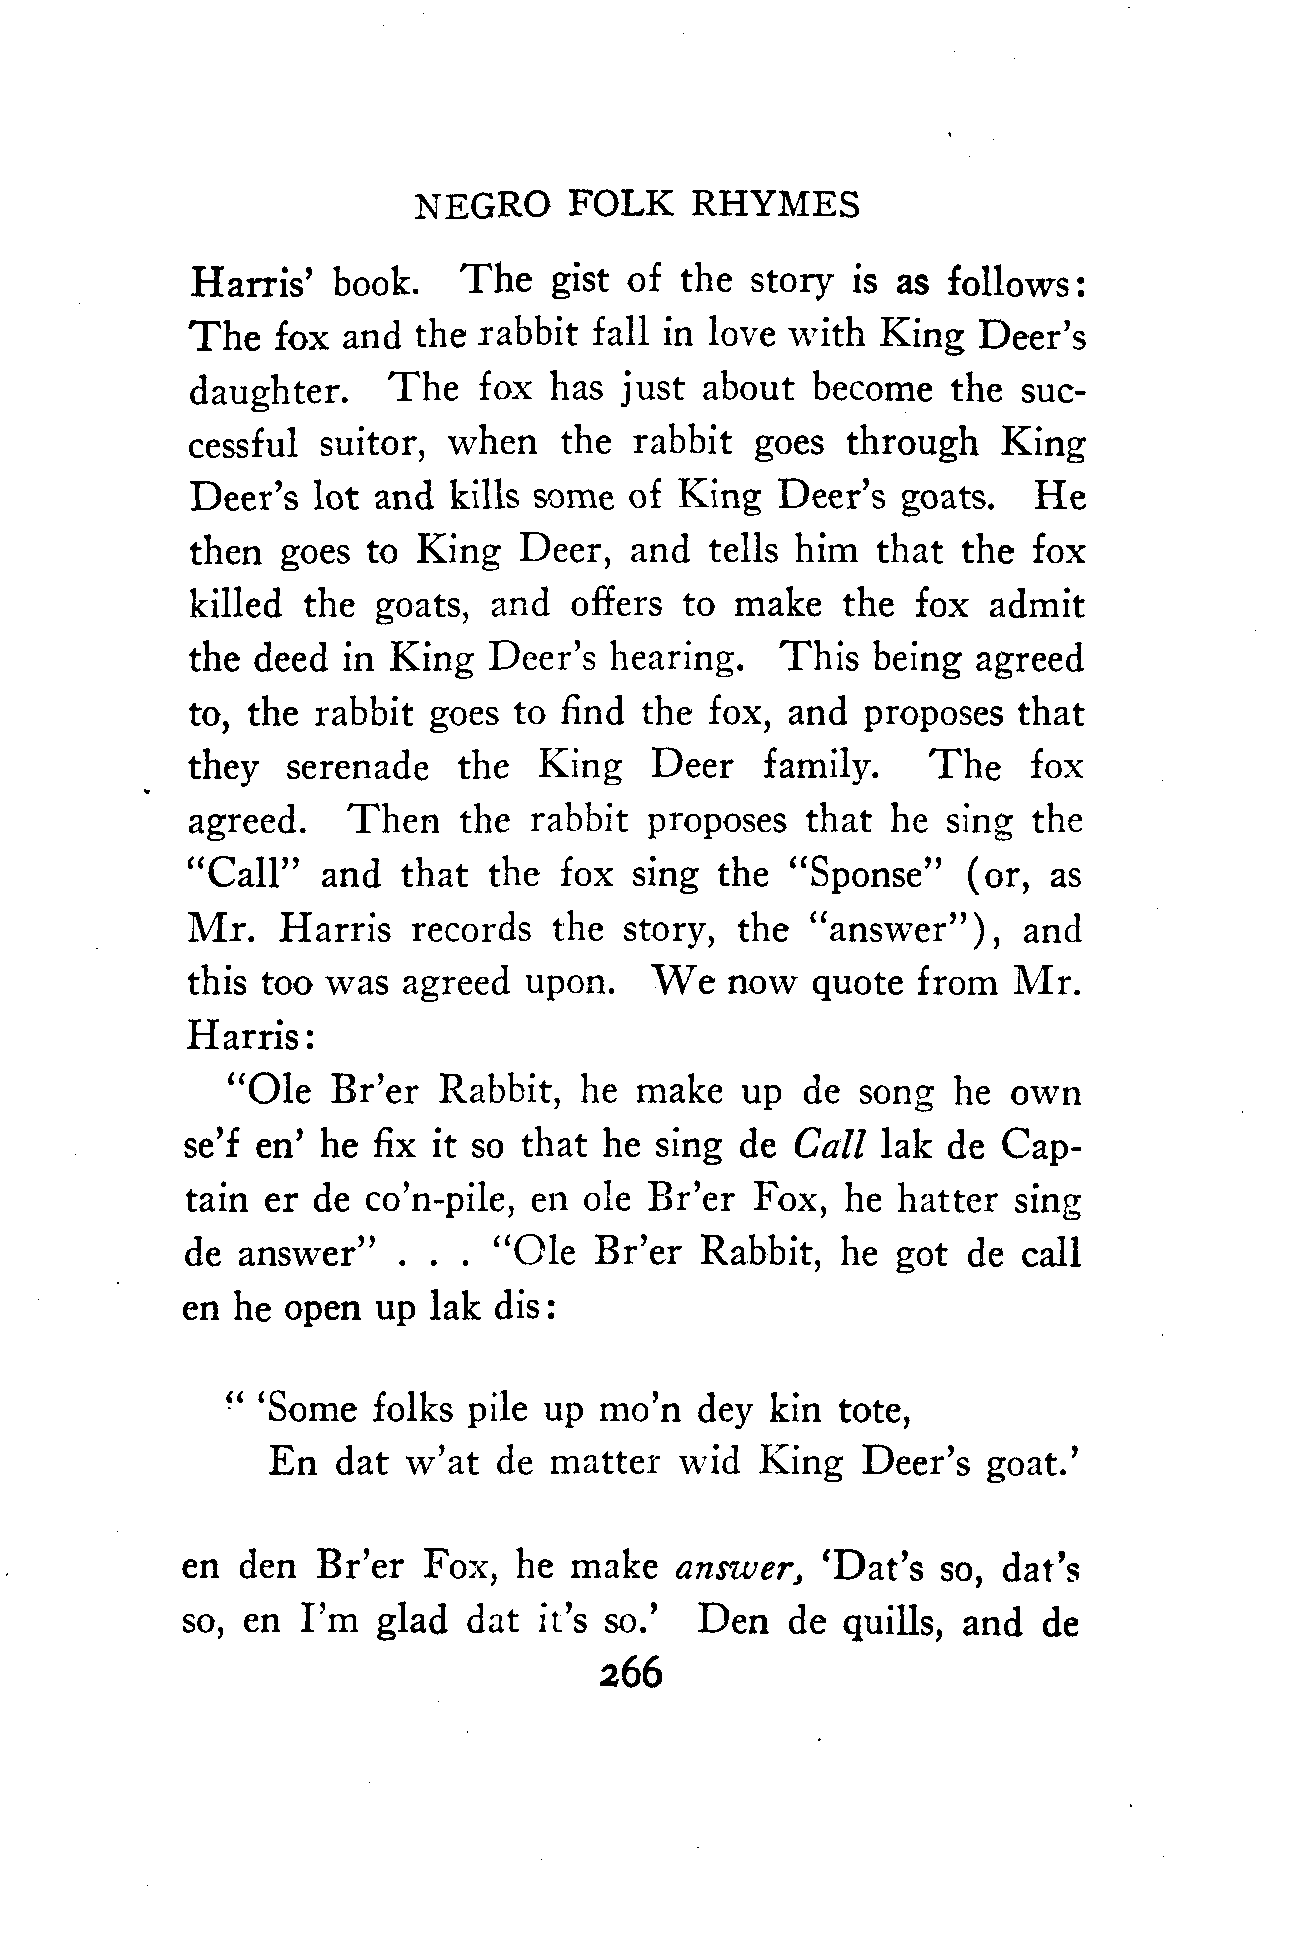 NEGRO FOLK RHYMES
Harris' book. The gist of the story is as follows:
The fox and the rabbit fall in love with King Deer's
daughter. The fox has just about become the suc-
cessful suitor, when the rabbit goes through King
Deer's lot and kills some of King Deer's goats. He
then goes to King Deer, and tells him that the fox
killed the goats, and offers to make the fox admit
the deed in King Deer's hearing. This being agreed
to, the rabbit goes to find the fox, and proposes that
they serenade the King Deer family. The fox
agreed. Then the rabbit proposes that he sing the
“Call” and that the fox sing the “Sponse” (or, as
Mr. Harris records the story, the “answer”), and
this too was agreed upon. We now quote from Mr.
Harris:
“Ole Br'er Rabbit, he make up de song he own
se'f en' he fix it so that he sing de Call lak de Cap-
tain er de co'n-pile, en ole Br'er Fox, he hatter sing
de answer” . . . “Ole Br'er Rabbit, he got de call
en he open up lak dis:
“ ‘Some folks pile up mo'n dey kin tote,
En dat w'at de matter wid King Deer's goat.’
en den Br'er Fox, he make answer, ‘Dat's so, dat's
so, en I'm glad dat it's so.’ Den de quills, and de
266